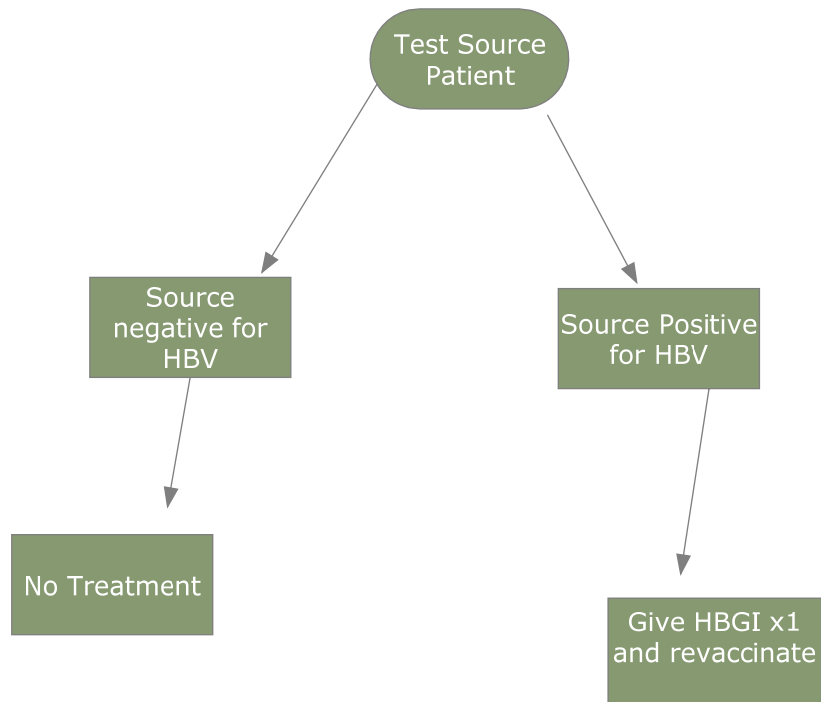 Test Source
Patient
Source
negative for
HBV
Source Positive
for HBV
No Treatment
Give HBGI x1
and revaccinate